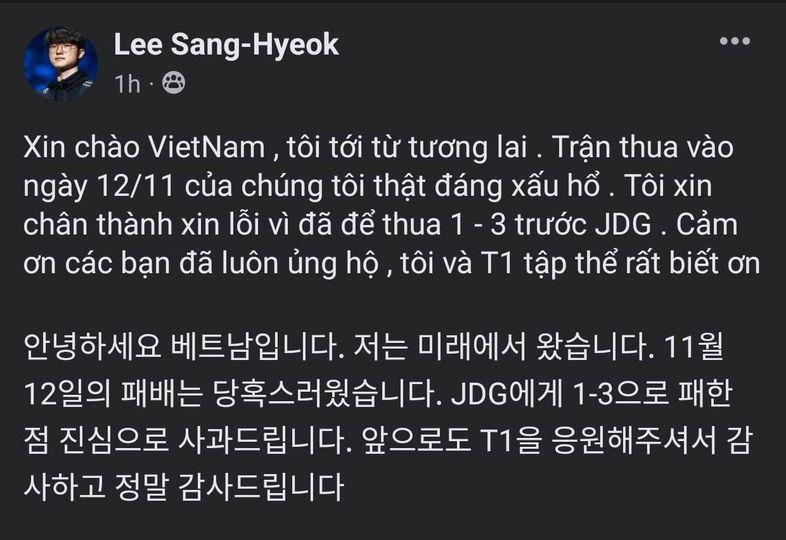 Lee Sang-Hyeok
1h ·
Xin chào VietNam , tôi tới từ tương lai . Trận thua vào
ngày 12/11 của chúng tôi thật đáng xấu hổ . Tôi xin
chân thành xin lỗi vì đã để thua 1 - 3 trước JDG . Cảm
ơn các bạn đã luôn ủng hộ , tôi và T1 tập thể rất biết ơn
안녕하세요 베트남입니다. 저는 미래에서 왔습니다. 11월
12일의 패배는 당혹스러웠습니다. JDG에게 1-3으로 패한
점 진심으로 사과드립니다. 앞으로도 T1을 응원해주셔서 감
사하고 정말 감사드립니다